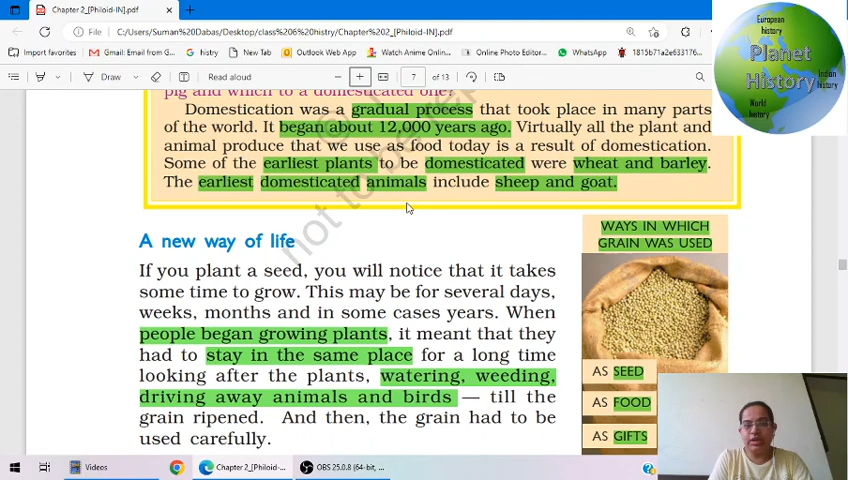 Chapter 2_[Philoid-IN].pdf
File
C:/Users/Suman%20Dabas/Desktop/class%206%20histry/Chapter%202_[Philoid-IN].pdf
Import favorites
Gmail: Email from G...
histry
New Tab
Outlook Web App
Watch Anime Online...
Online Photo Editor...
WhatsApp
1815b71a2e633176...
Draw
Read aloud
7
of 13
European
history
Planet
History
Indian
history
World
history
pig and which to a domesticated one?
Domestication was a gradual process that took place in many parts
of the world. It began about 12,000 years ago. Virtually all the plant and
animal produce that we use as food today is a result of domestication.
Some of the earliest plants to be domesticated were wheat and barley.
The earliest domesticated animals include sheep and goat.
not to be
A new way of life
If you plant a seed, you will notice that it takes
some time to grow. This may be for several days,
weeks, months and in some cases years. When
people began growing plants, it meant that they
had to stay in the same place for a long time
looking after the plants, watering, weeding,
driving away animals and birds — till the
grain ripened. And then, the grain had to be
used carefully.
WAYS IN WHICH
GRAIN WAS USED
AS SEED
AS FOOD
AS GIFTS
Videos
Chapter 2_[Philoid-...
OBS 25.0.8 (64-bit, ...